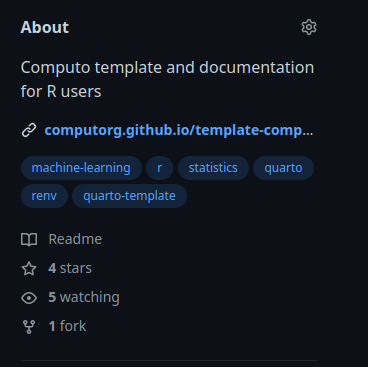 About
Computo template and documentation
for R users
computorg.github.io/template-comp...
machine-learning r statistics quarto
renv quarto-template
Readme
4 stars
5 watching
1 fork